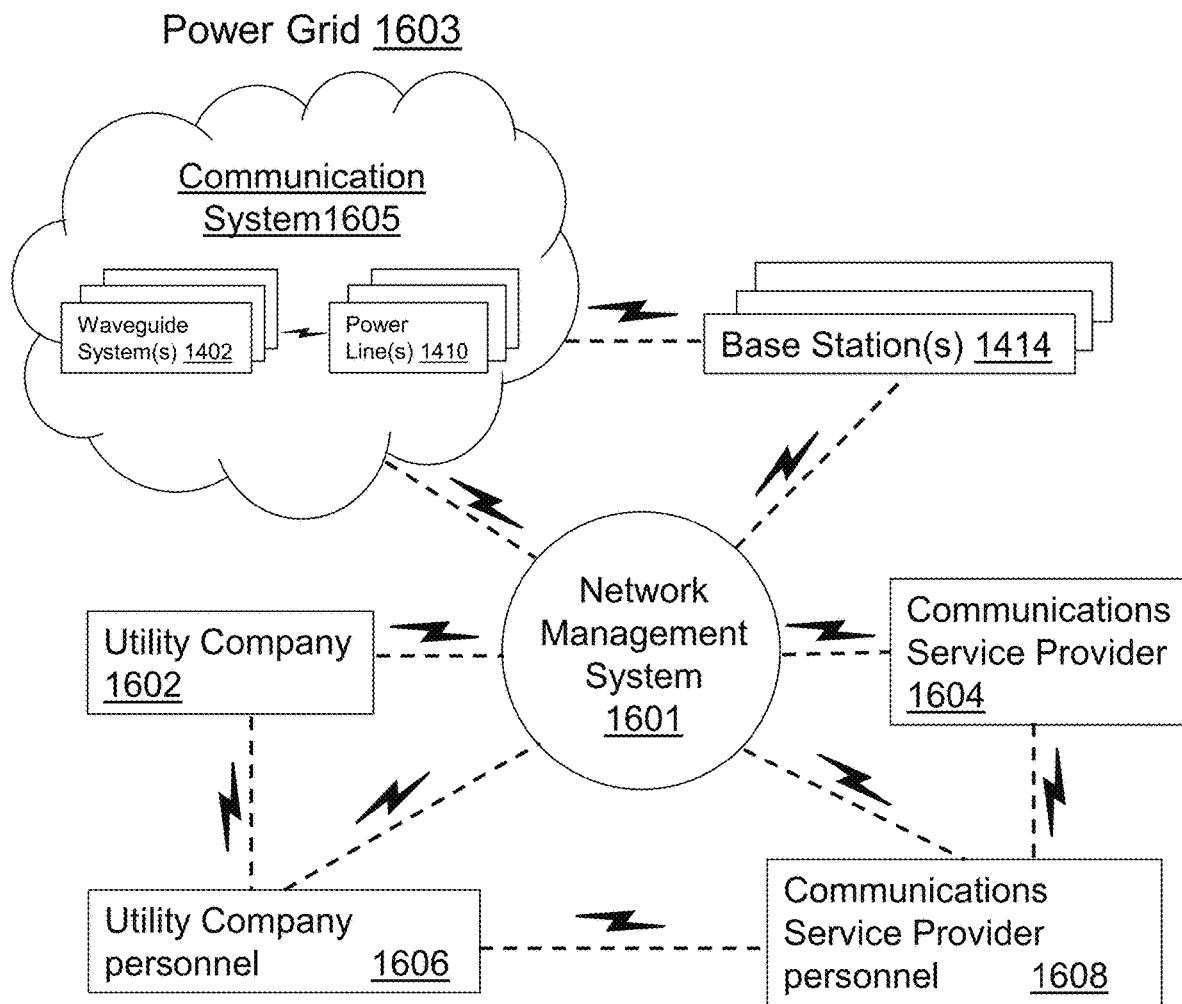 Power Grid 1603
Communication
System1605
Waveguide
System(s) 1402
Power
Line(s) 1410
Base Station(s) 1414
Network
Management
System
1601
Utility Company
1602
Communications
Service Provider
1604
Utility Company
personnel 1606
Communications
Service Provider
personnel 1608